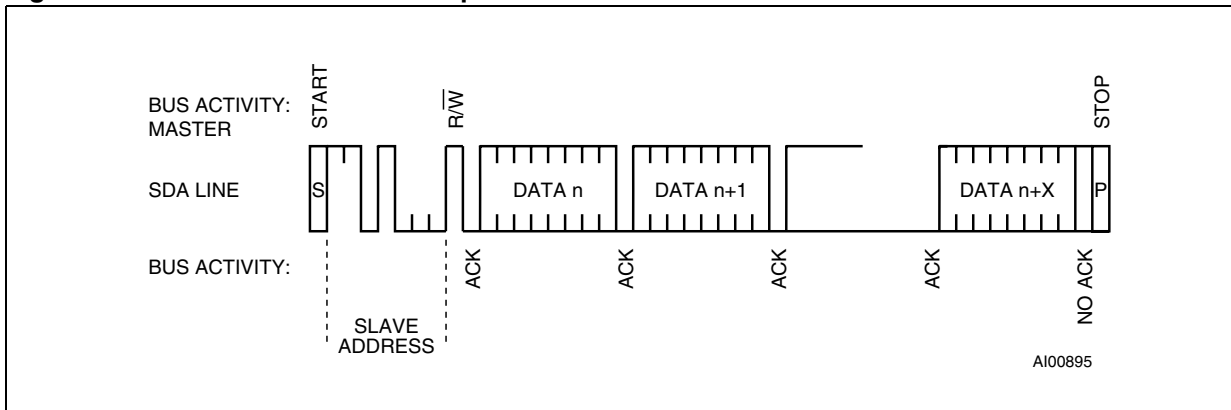 BUS ACTIVITY:
MASTER
START
R/W
STOP
SDA LINE
S
DATA n
DATA n+1
DATA n+X
P
BUS ACTIVITY:
ACK
ACK
ACK
ACK
NO ACK
SLAVE
ADDRESS
AI00895